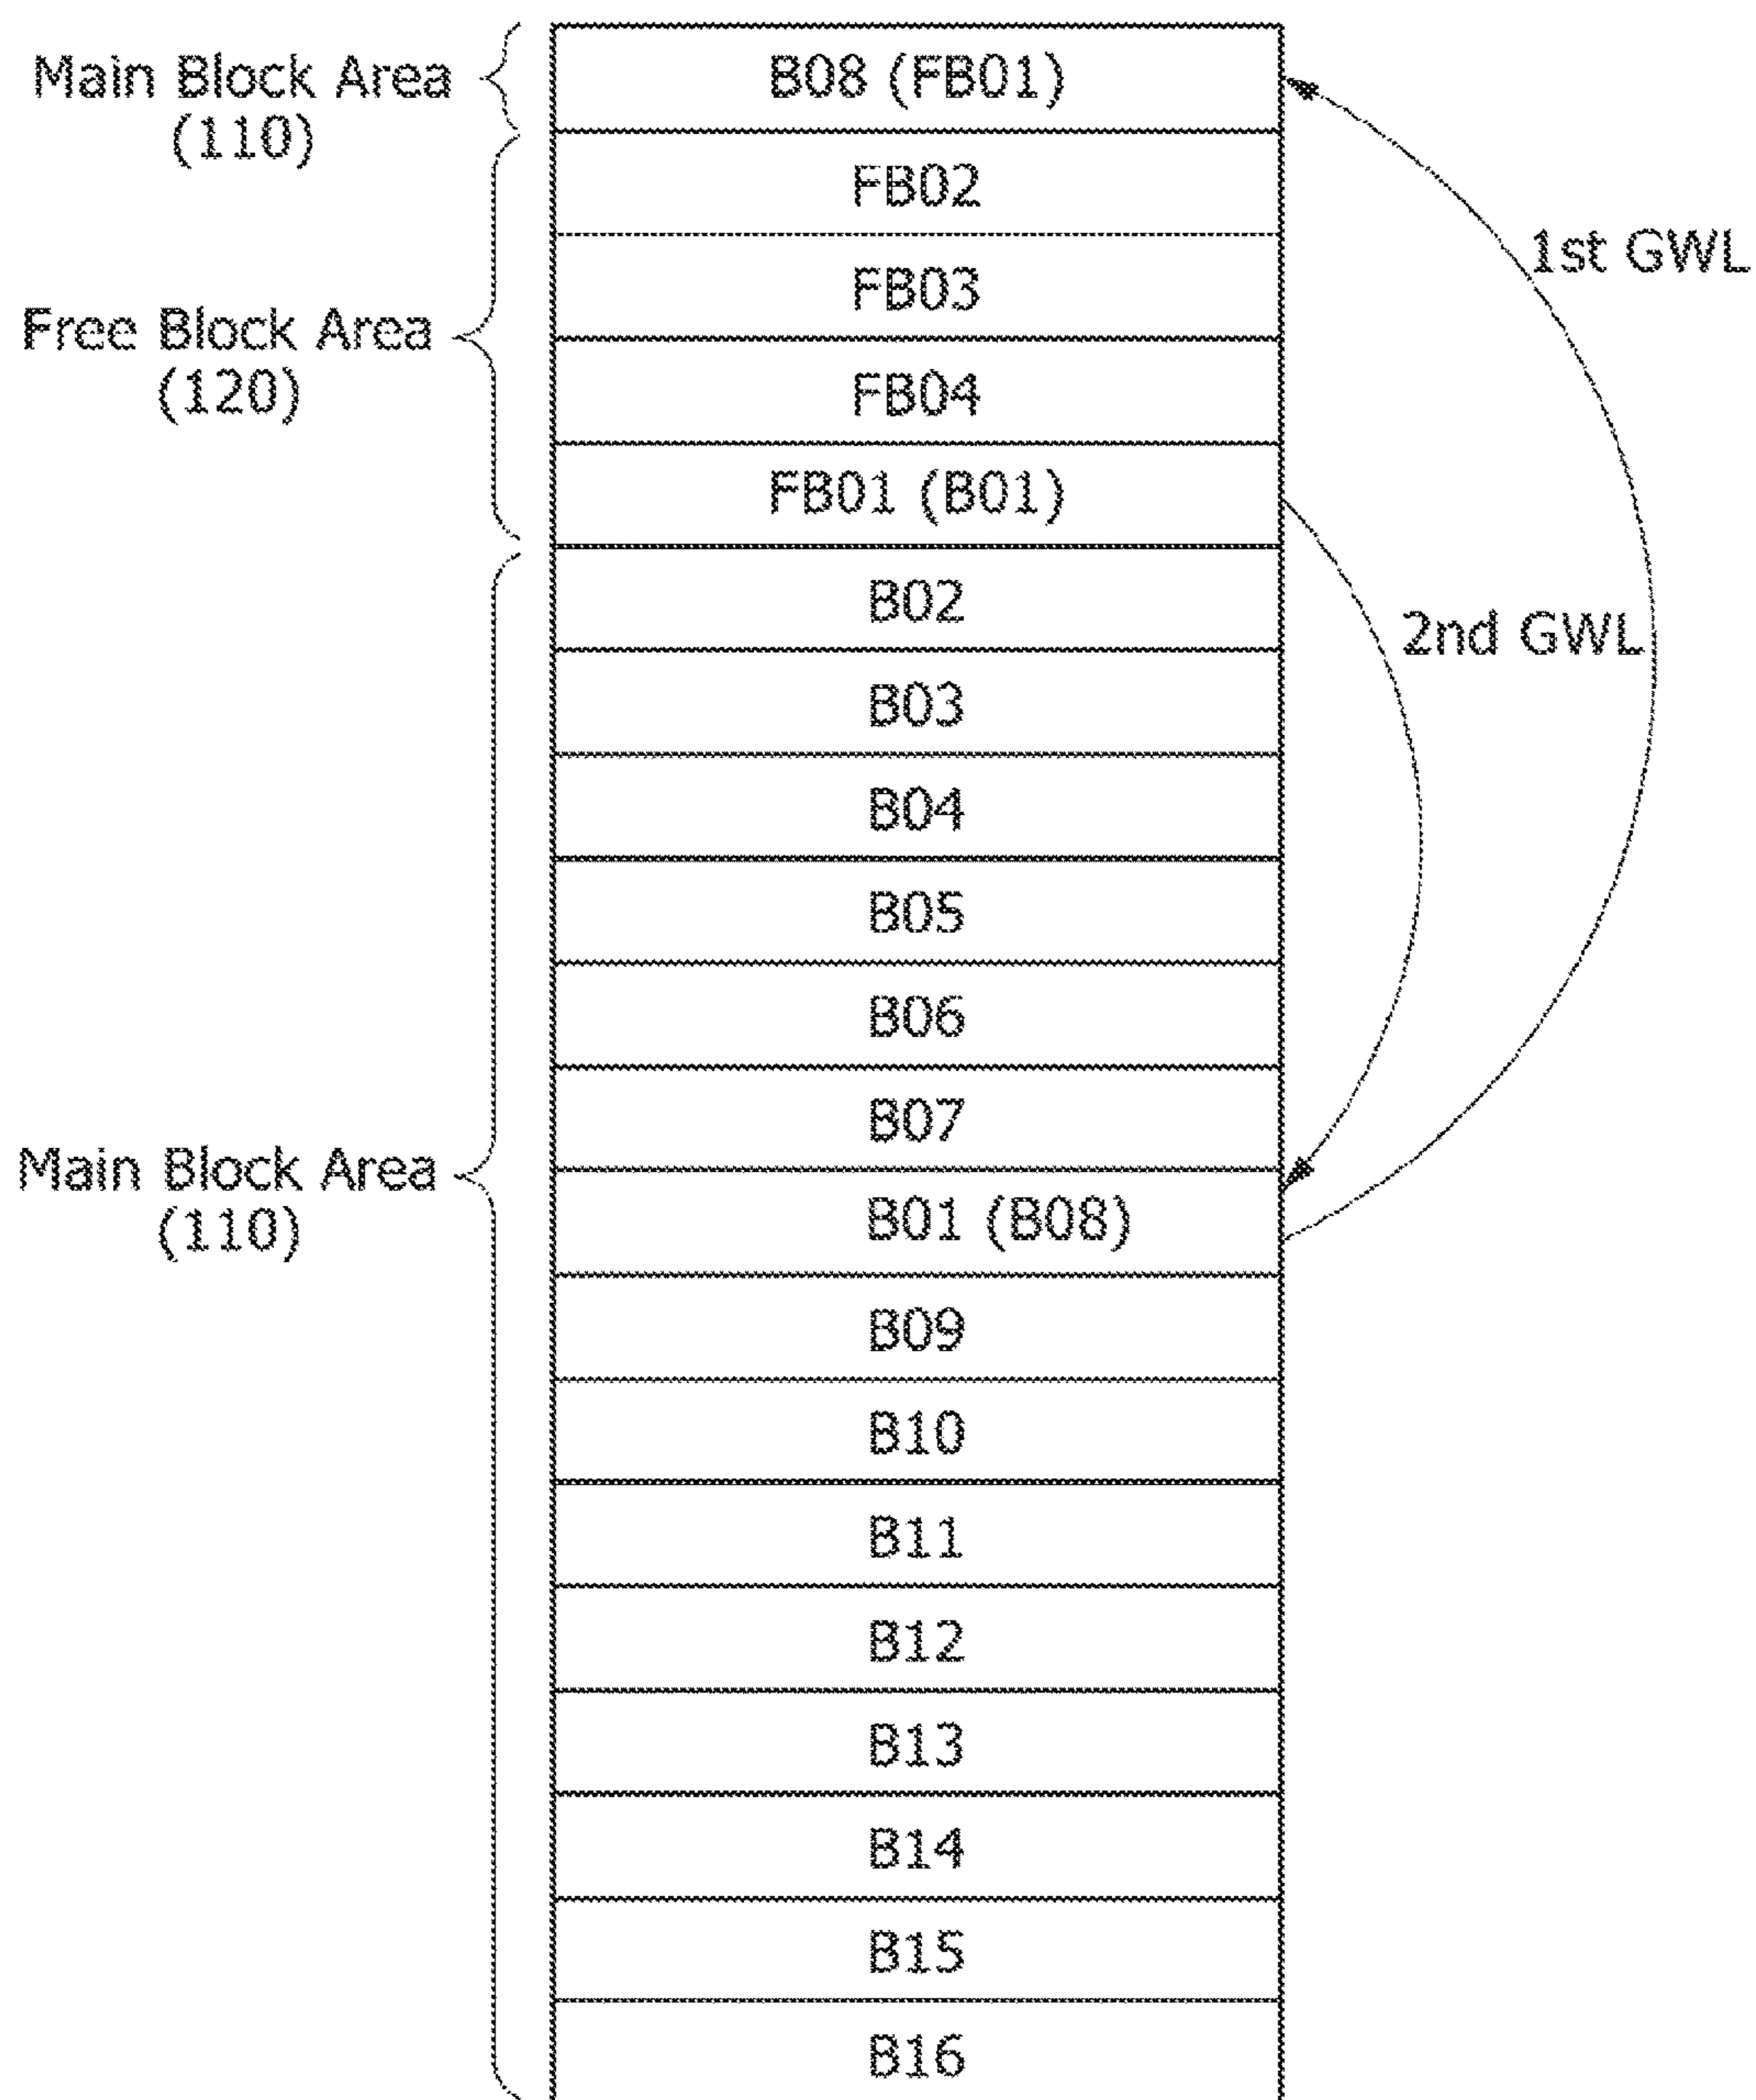 Main Block Area
(110)
B08 (FB01)
FB02
1st GWL
FB03
Free Block Area
(120)
FB04
FB01 (B01)
B02
2nd GWL
B03
B04
B05
B06
B07
Main Block Area
(110)
B01 (B08)
B09
B10
B11
B12
B13
B14
B15
B16